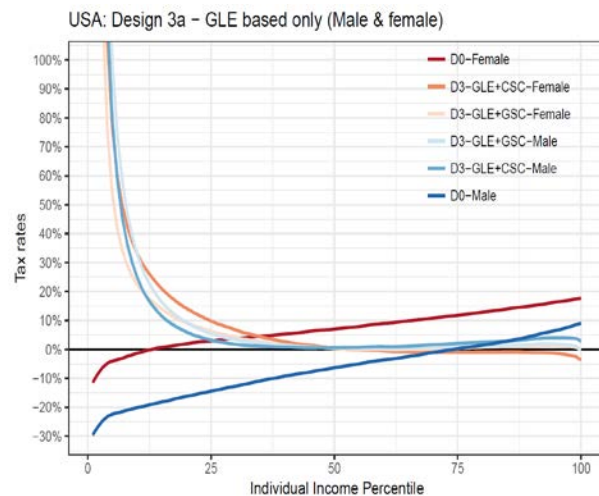 USA: Design 3a − GLE based only (Male & female)
100%
90%
80%
70%
60%
50%
40%
30%
20%
10%
0%
−10%
−20%
−30%
Tax rates
D0−Female
D3−GLE+CSC−Female
D3−GLE+GSC−Female
D3−GLE+GSC−Male
D3−GLE+CSC−Male
D0−Male
0 25 50 75 100
Individual Income Percentile